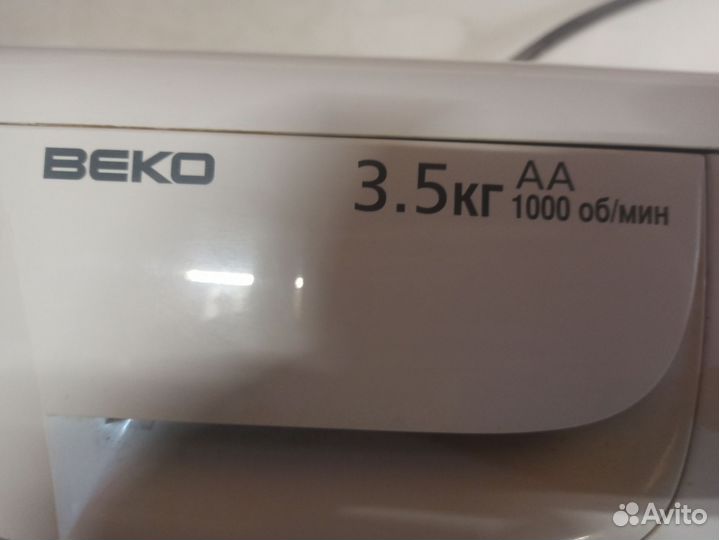 BEKO
3.5кг AA
1000 об/мин
Avito